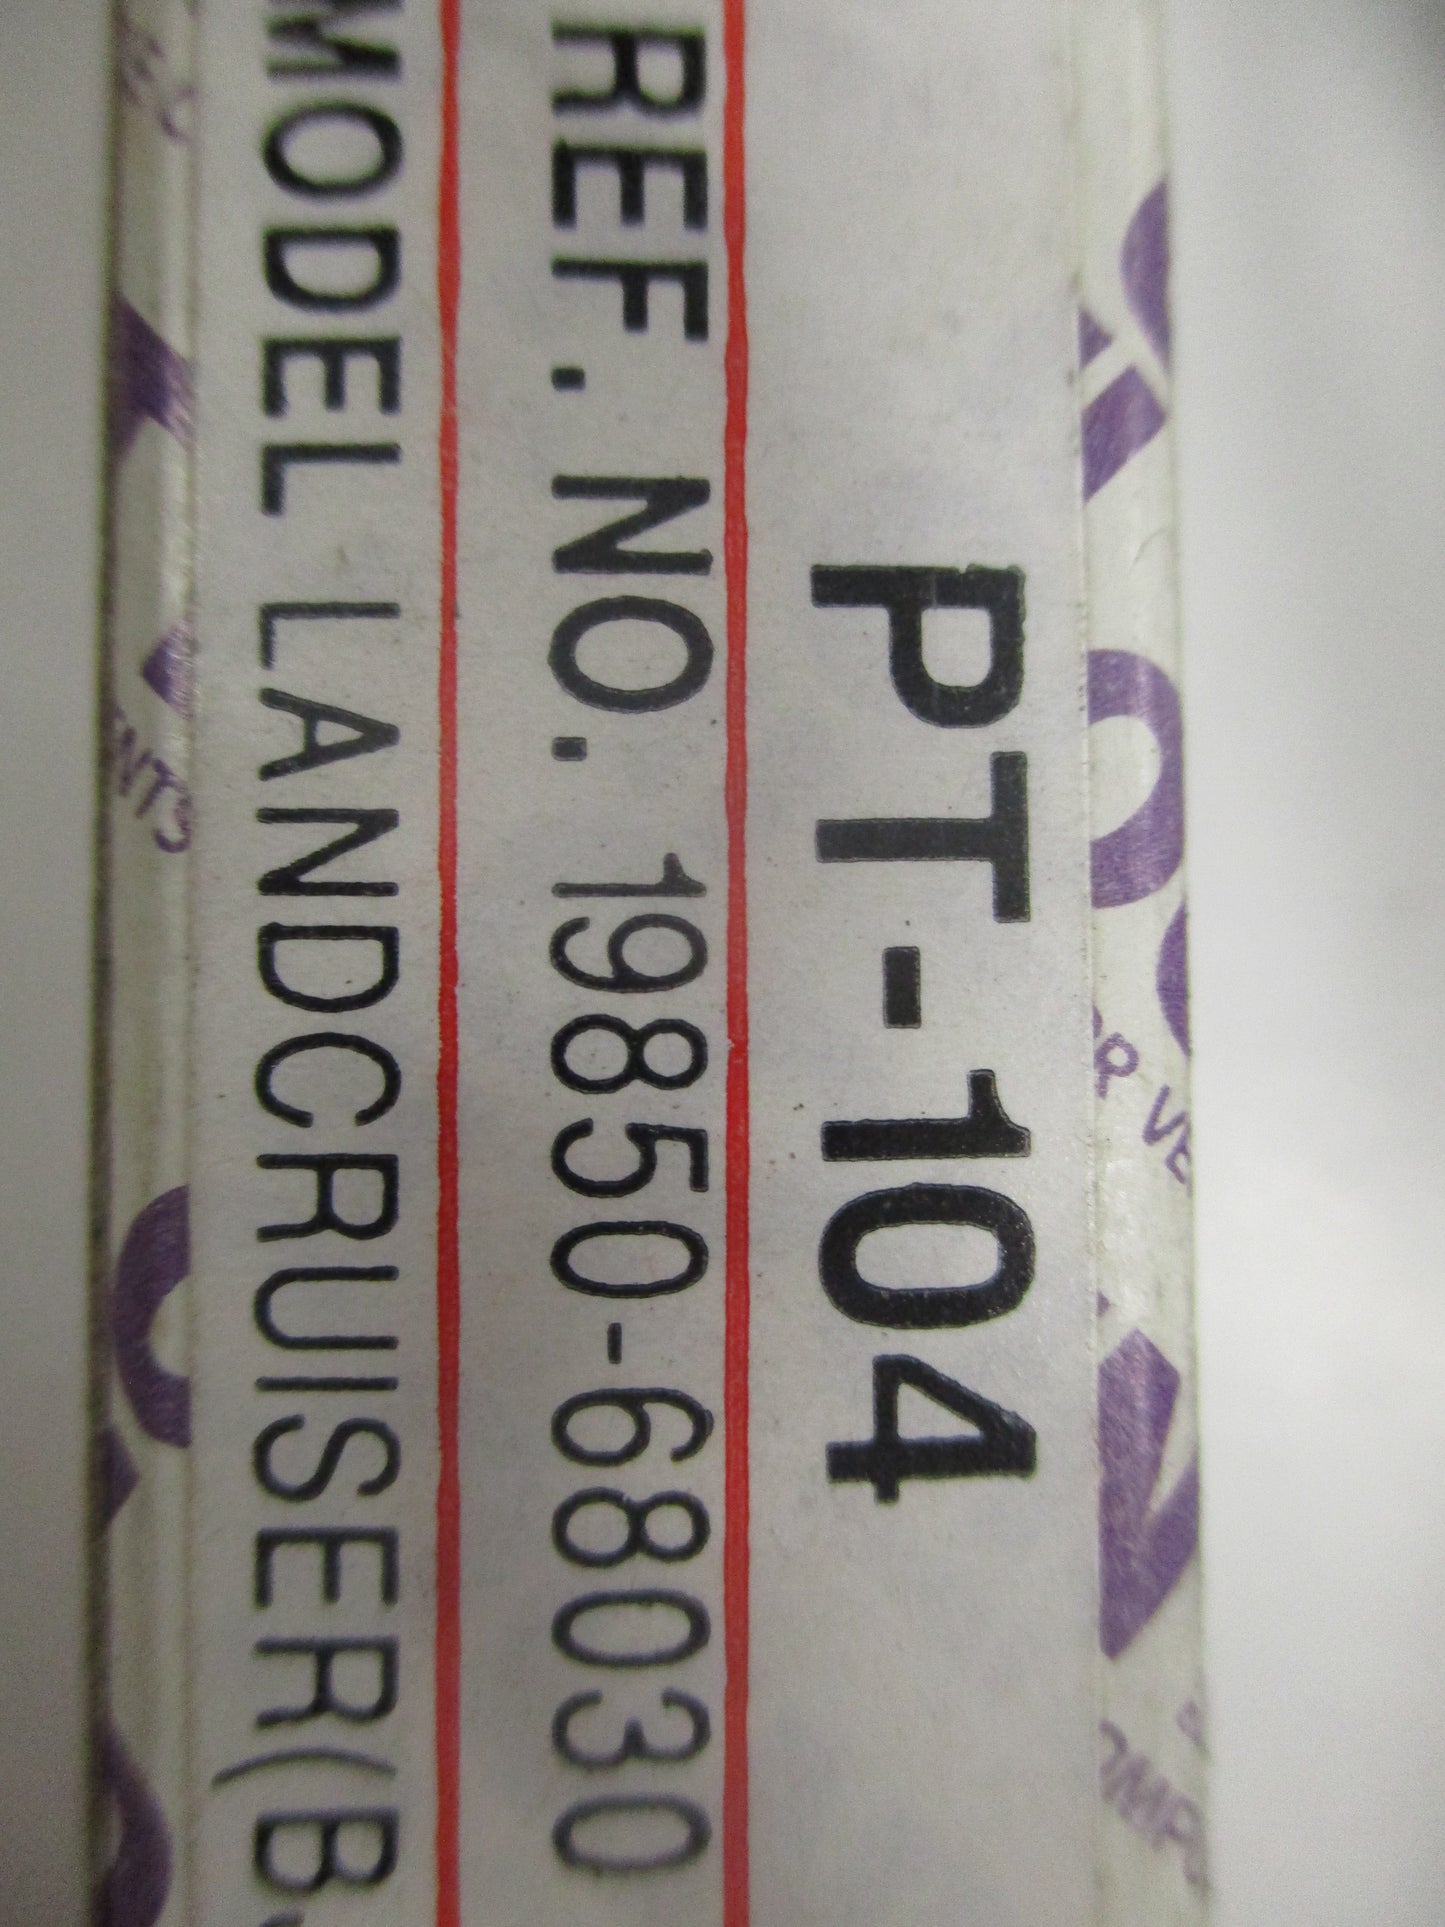 PT-104
REF. NO. 19850-68030
MODEL LANDCRUISER(B